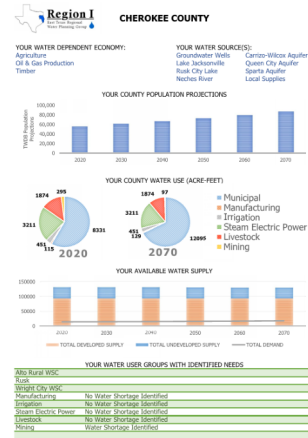 Region I
East Texas Regional
Water Planning Group
CHEROKEE COUNTY
YOUR WATER DEPENDENT ECONOMY:
Agriculture
Oil & Gas Production
Timber
YOUR WATER SOURCE(S):
Groundwater Wells
Lake Jacksonville
Rusk City Lake
Neches River
Carrizo-Wilcox Aquifer
Queen City Aquifer
Sparta Aquifer
Local Supplies
YOUR COUNTY POPULATION PROJECTIONS
TWDB Population
Projections
100,000
80,000
60,000
40,000
20,000
0
2020 2030 2040 2050 2060 2070
YOUR COUNTY WATER USE (ACRE-FEET)
1874 295
3211
451
115
8331
2020
1874 97
3211
451
129
12095
2070
Municipal
Manufacturing
Irrigation
Steam Electric Power
Livestock
Mining
YOUR AVAILABLE WATER SUPPLY
150000
100000
50000
0
2020 2030 2040 2050 2060 2070
TOTAL DEVELOPED SUPPLY TOTAL UNDEVELOPED SUPPLY TOTAL DEMAND
YOUR WATER USER GROUPS WITH IDENTIFIED NEEDS
Alto Rural WSC
Rusk
Wright City WSC
Manufacturing No Water Shortage Identified
Irrigation No Water Shortage Identified
Steam Electric Power No Water Shortage Identified
Livestock No Water Shortage Identified
Mining Water Shortage Identified